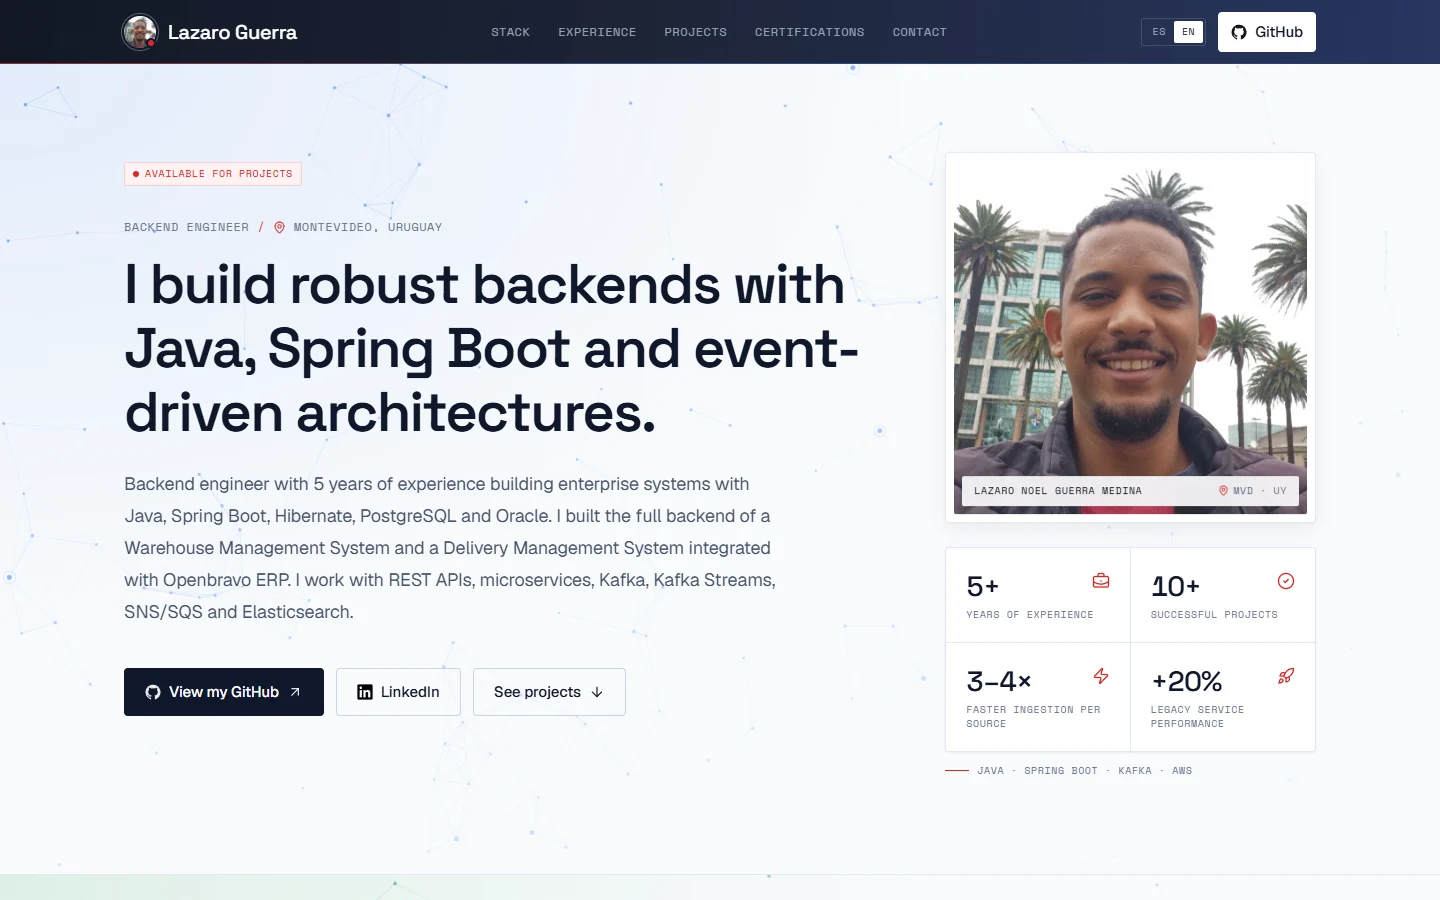 Lazaro Guerra
STACK
EXPERIENCE
PROJECTS
CERTIFICATIONS
CONTACT
ES
EN
GitHub
AVAILABLE FOR PROJECTS
BACKEND ENGINEER / MONTEVIDEO, URUGUAY
I build robust backends with
Java, Spring Boot and event-
driven architectures.
Backend engineer with 5 years of experience building enterprise systems with
Java, Spring Boot, Hibernate, PostgreSQL and Oracle. I built the full backend of a
Warehouse Management System and a Delivery Management System integrated
with Openbravo ERP. I work with REST APIs, microservices, Kafka, Kafka Streams,
SNS/SQS and Elasticsearch.
View my GitHub
LinkedIn
See projects
LAZARO NOEL GUERRA MEDINA
MVD · UY
5+
YEARS OF EXPERIENCE
10+
SUCCESSFUL PROJECTS
3–4×
FASTER INGESTION PER
SOURCE
+20%
LEGACY SERVICE
PERFORMANCE
JAVA · SPRING BOOT · KAFKA · AWS